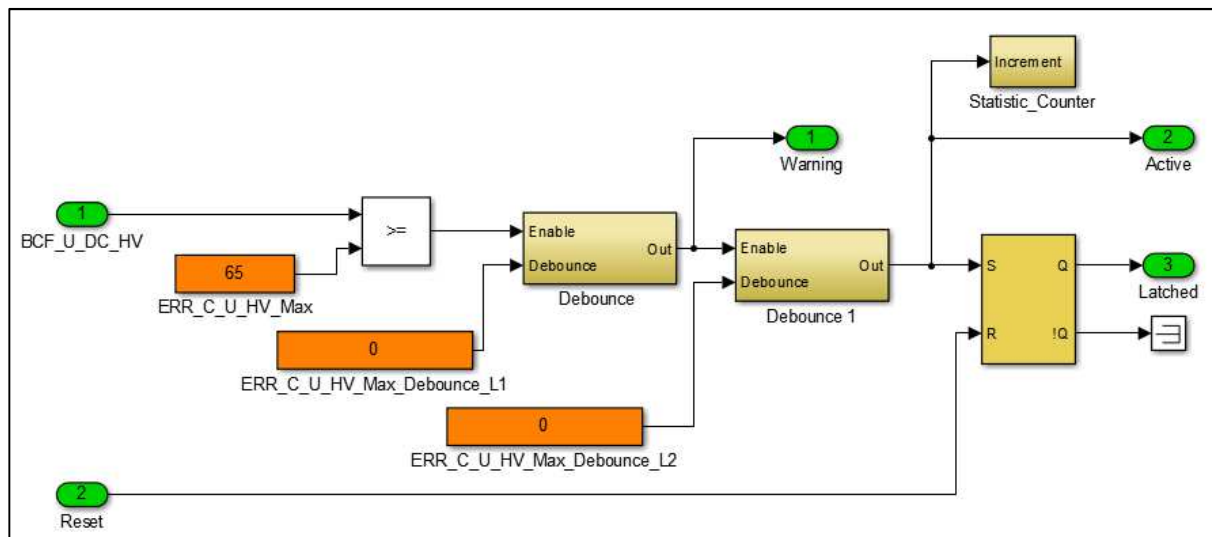 Increment
Statistic_Counter
1
Warning
2
Active
1
BCF_U_DC_HV
>=
65
ERR_C_U_HV_Max
Enable
Debounce
Out
Debounce
Enable
Debounce
Out
Debounce 1
S
R
Q
!Q
3
Latched
0
ERR_C_U_HV_Max_Debounce_L1
0
ERR_C_U_HV_Max_Debounce_L2
2
Reset